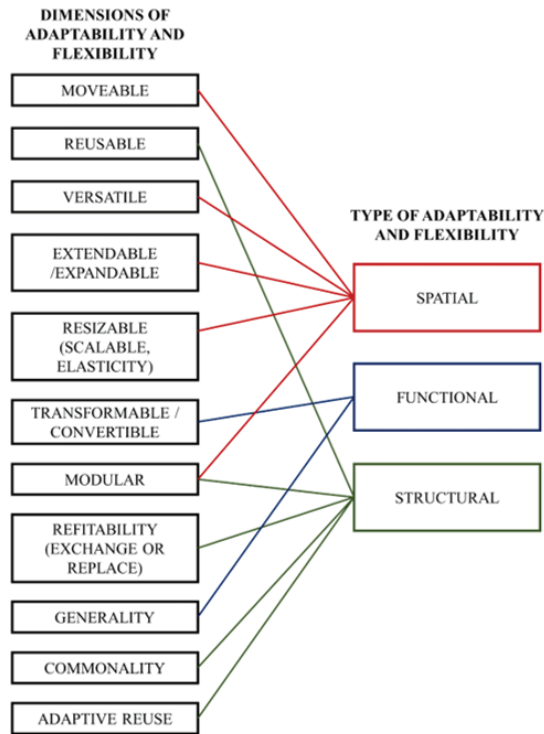 DIMENSIONS OF
ADAPTABILITY AND
FLEXIBILITY
MOVEABLE
REUSABLE
VERSATILE
EXTENDABLE
/EXPANDABLE
RESIZABLE
(SCALABLE,
ELASTICITY)
TRANSFORMABLE /
CONVERTIBLE
MODULAR
REFITABILITY
(EXCHANGE OR
REPLACE)
GENERALITY
COMMONALITY
ADAPTIVE REUSE
TYPE OF ADAPTABILITY
AND FLEXIBILITY
SPATIAL
FUNCTIONAL
STRUCTURAL